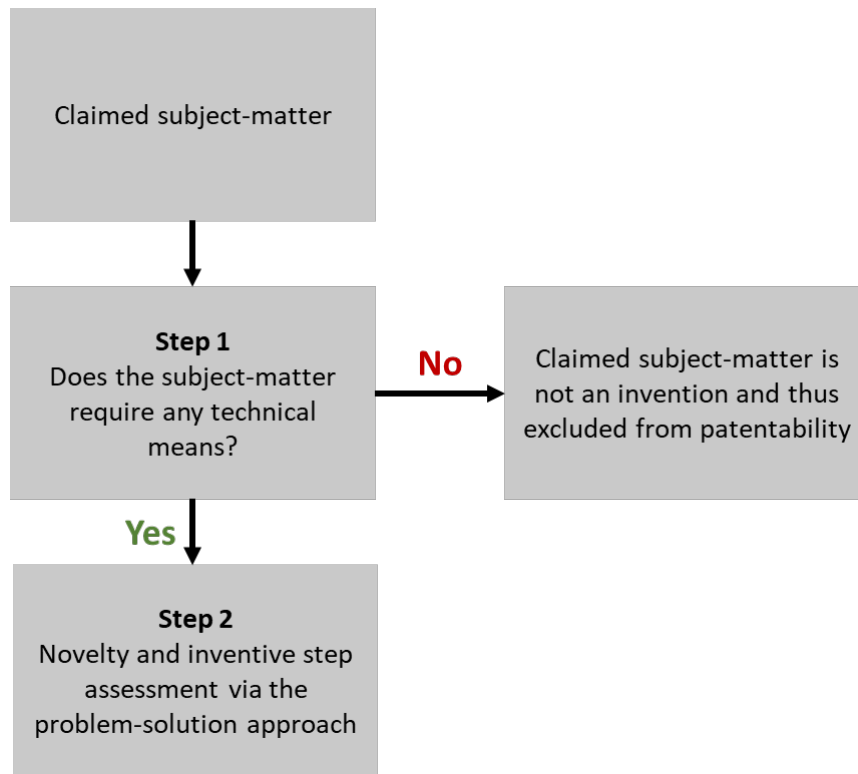 Claimed subject-matter
Step 1
Does the subject-matter
require any technical
means?
No
Claimed subject-matter is
not an invention and thus
excluded from patentability
Yes
Step 2
Novelty and inventive step
assessment via the
problem-solution approach